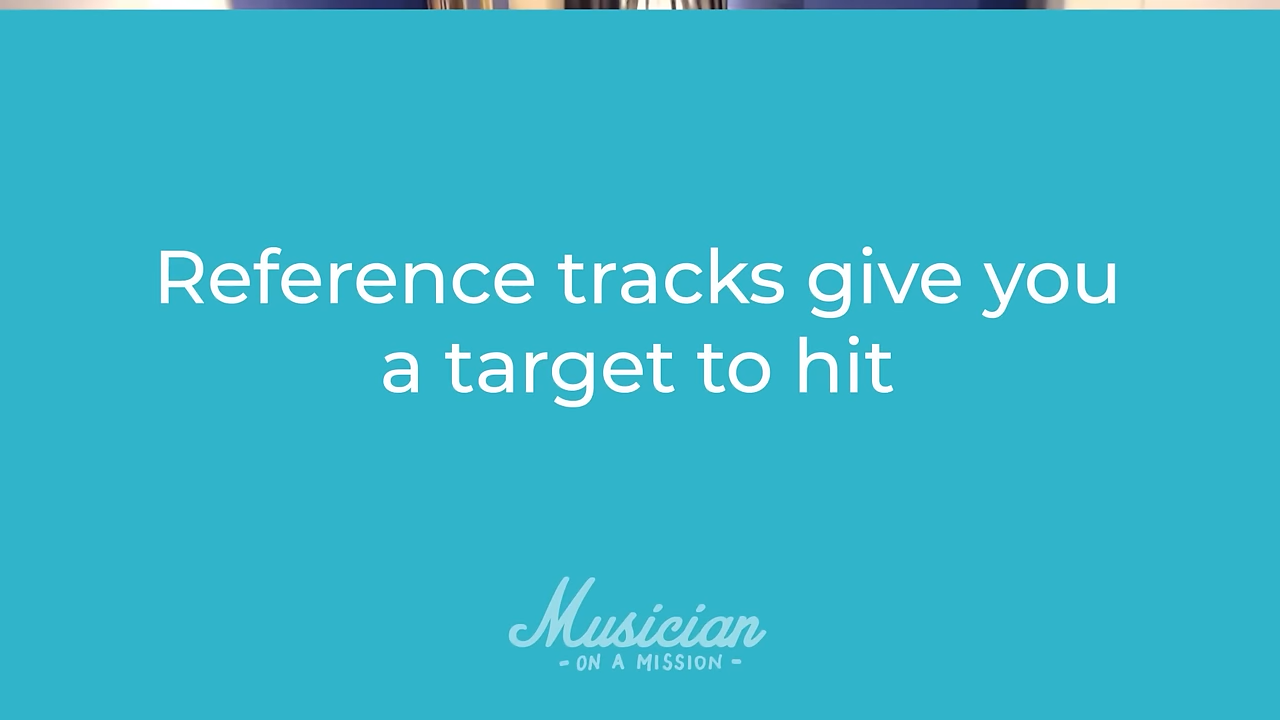 Reference tracks give you
a target to hit
Musician
- ON A MISSION -